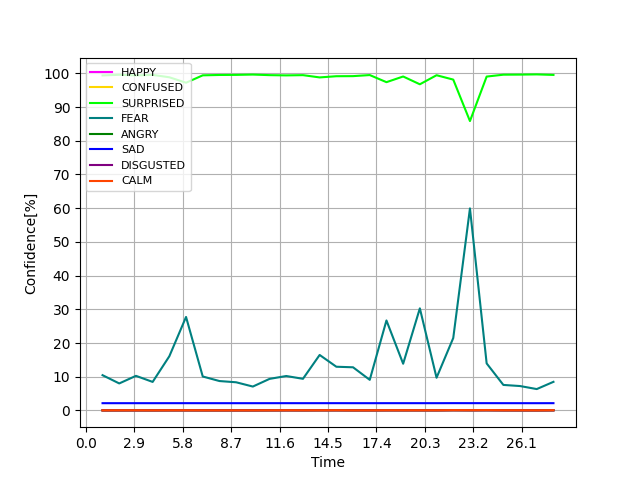 100
90
80
70
60
50
40
30
20
10
0
Confidence[%]
HAPPY
CONFUSED
SURPRISED
FEAR
ANGRY
SAD
DISGUSTED
CALM
0.0 2.9 5.8 8.7 11.6 14.5 17.4 20.3 23.2 26.1
Time